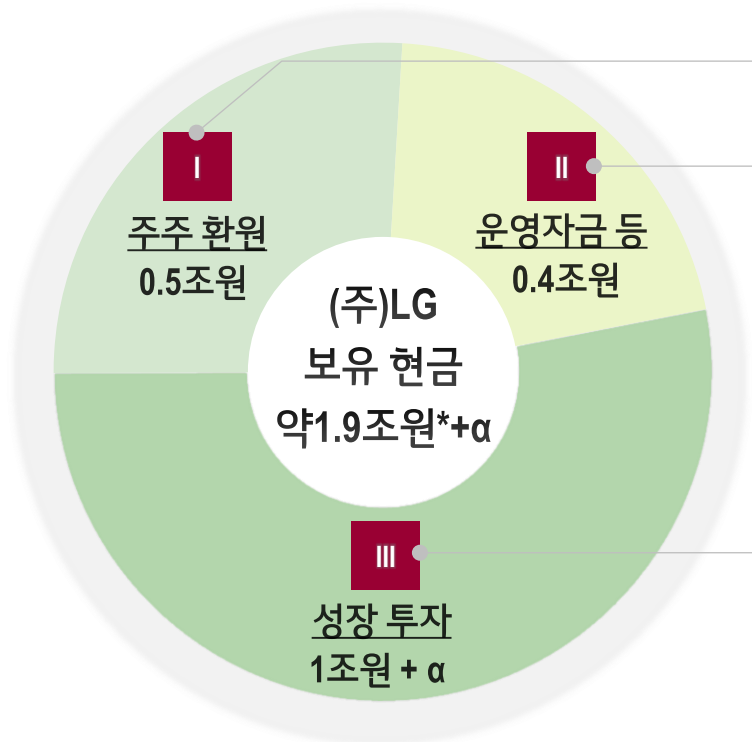 I
주주 환원
0.5조원
II
운영자금 등
0.4조원
(주)LG
보유 현금
약1.9조원*+α
III
성장 투자
1조원 + α